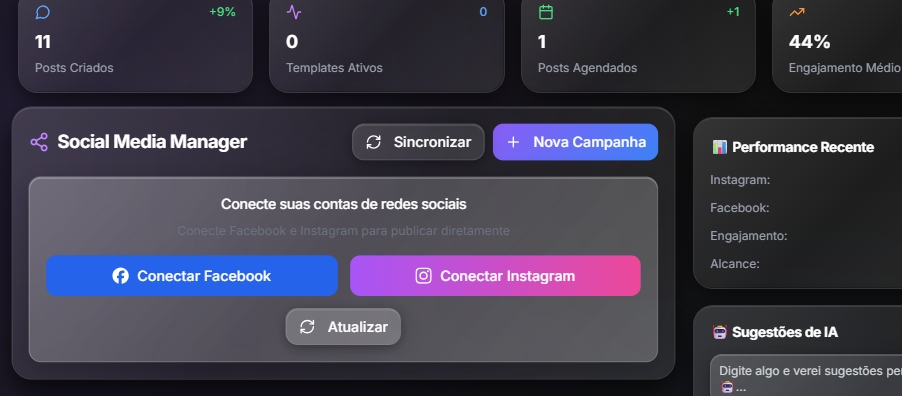 +9%
11
Posts Criados
0
0
Templates Ativos
+1
1
Posts Agendados
44%
Engajamento Médio
Social Media Manager
Sincronizar
+ Nova Campanha
Conecte suas contas de redes sociais
Conecte Facebook e Instagram para publicar diretamente
Conectar Facebook
Conectar Instagram
Atualizar
Performance Recente
Instagram:
Facebook:
Engajamento:
Alcance:
Sugestões de IA
Digite algo e verei sugestões per
...